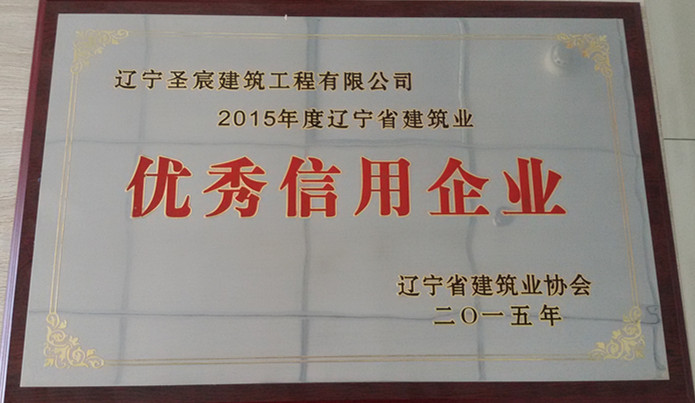 辽宁圣宸建筑工程有限公司
2015年度辽宁省建筑业
优秀信用企业
辽宁省建筑业协会
二〇一五年